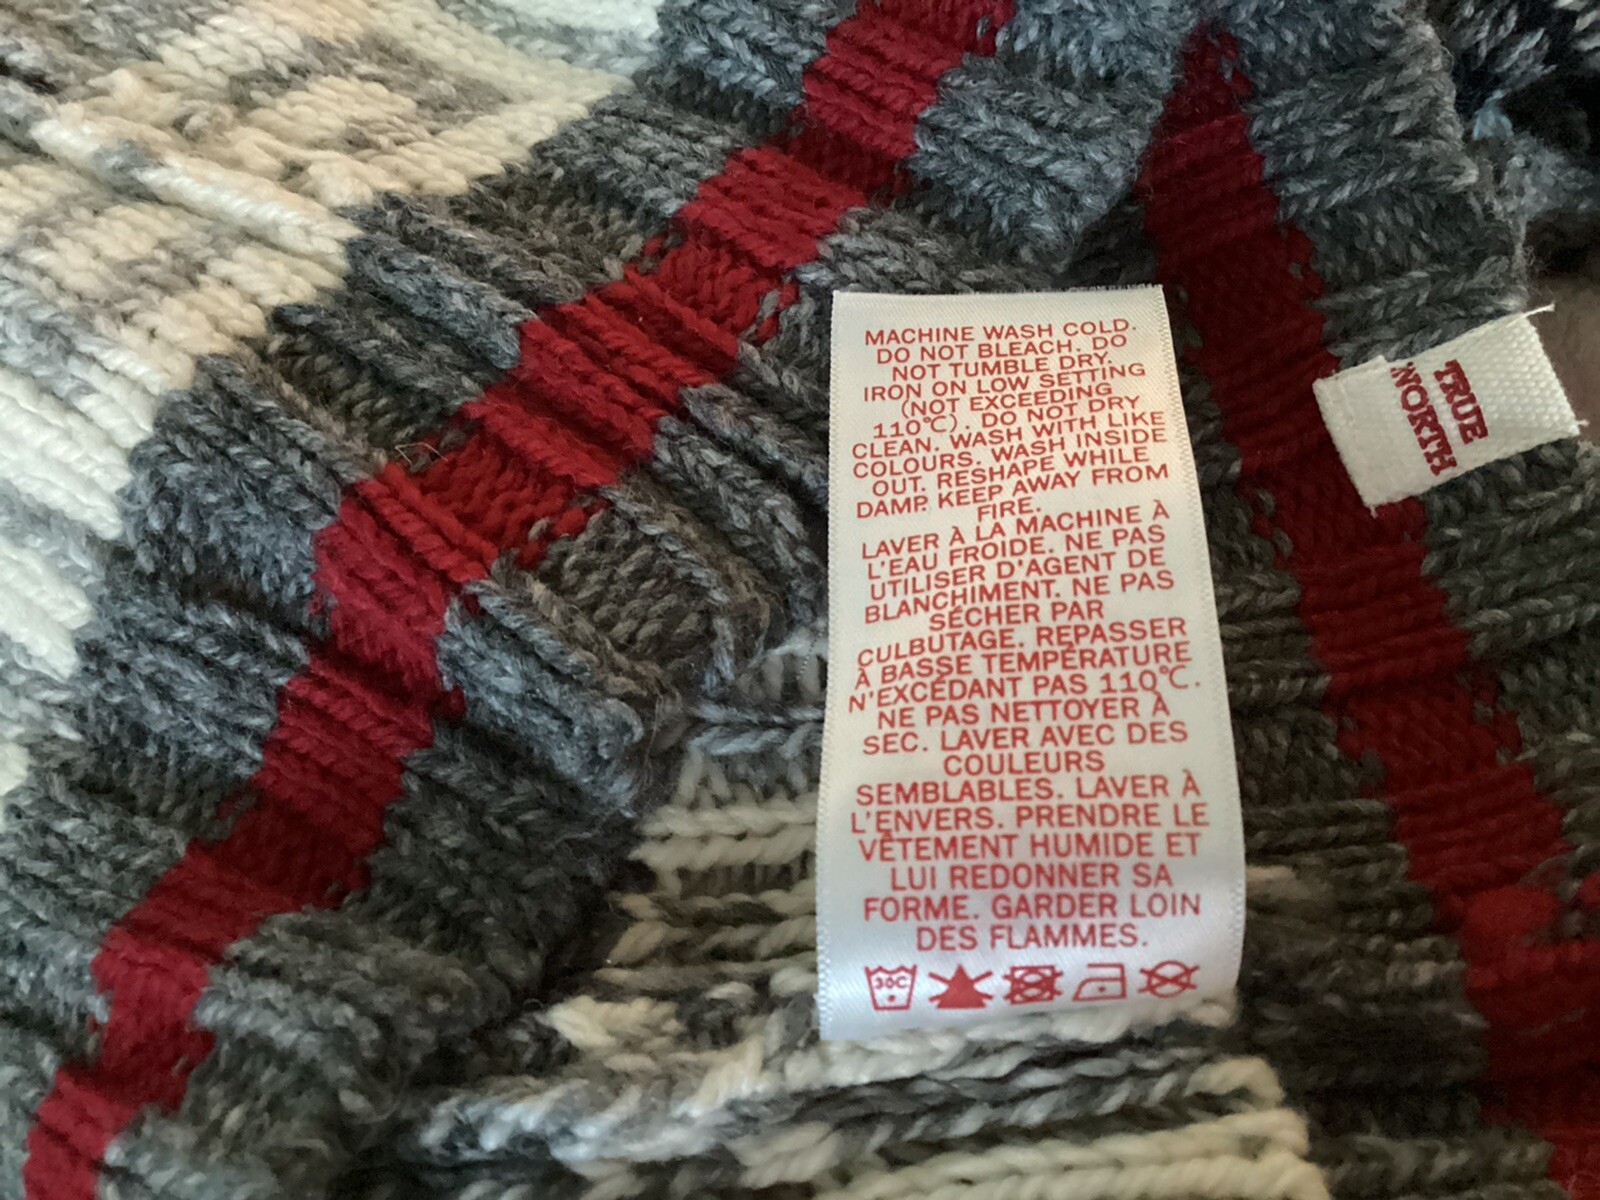 MACHINE WASH COLD.
DO NOT BLEACH. DO
NOT TUMBLE DRY.
IRON ON LOW SETTING
(NOT EXCEEDING
110°C). DO NOT DRY
CLEAN. WASH WITH LIKE
COLOURS. WASH INSIDE
OUT. RESHAPE WHILE
DAMP. KEEP AWAY FROM
FIRE.
LAVER À LA MACHINE À
L'EAU FROIDE. NE PAS
UTILISER D'AGENT DE
BLANCHIMENT. NE PAS
SÉCHER PAR
CULBUTAGE. REPASSER
À BASSE TEMPÉRATURE
N'EXCÉDANT PAS 110°C.
NE PAS NETTOYER À
SEC. LAVER AVEC DES
COULEURS
SEMBLABLES. LAVER À
L'ENVERS. PRENDRE LE
VÊTEMENT HUMIDE ET
LUI REDONNER SA
FORME. GARDER LOIN
DES FLAMMES.
30C
TRUE
NORTH